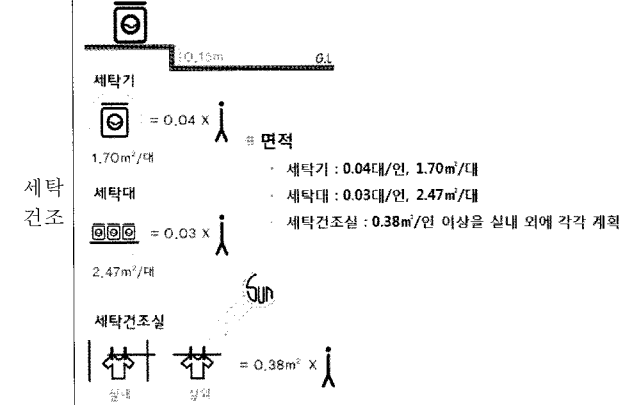 0.15m
G.L
세탁
건조
세탁기
= 0.04 X
1.70m²/대
※ 면적
· 세탁기 : 0.04대/인, 1.70㎡/대
· 세탁대 : 0.03대/인, 2.47㎡/대
· 세탁건조실 : 0.38㎡/인 이상을 실내 외에 각각 계획
세탁대
= 0.03 X
2.47m²/대
Sun
세탁건조실
= 0.38m² X
실내
실외